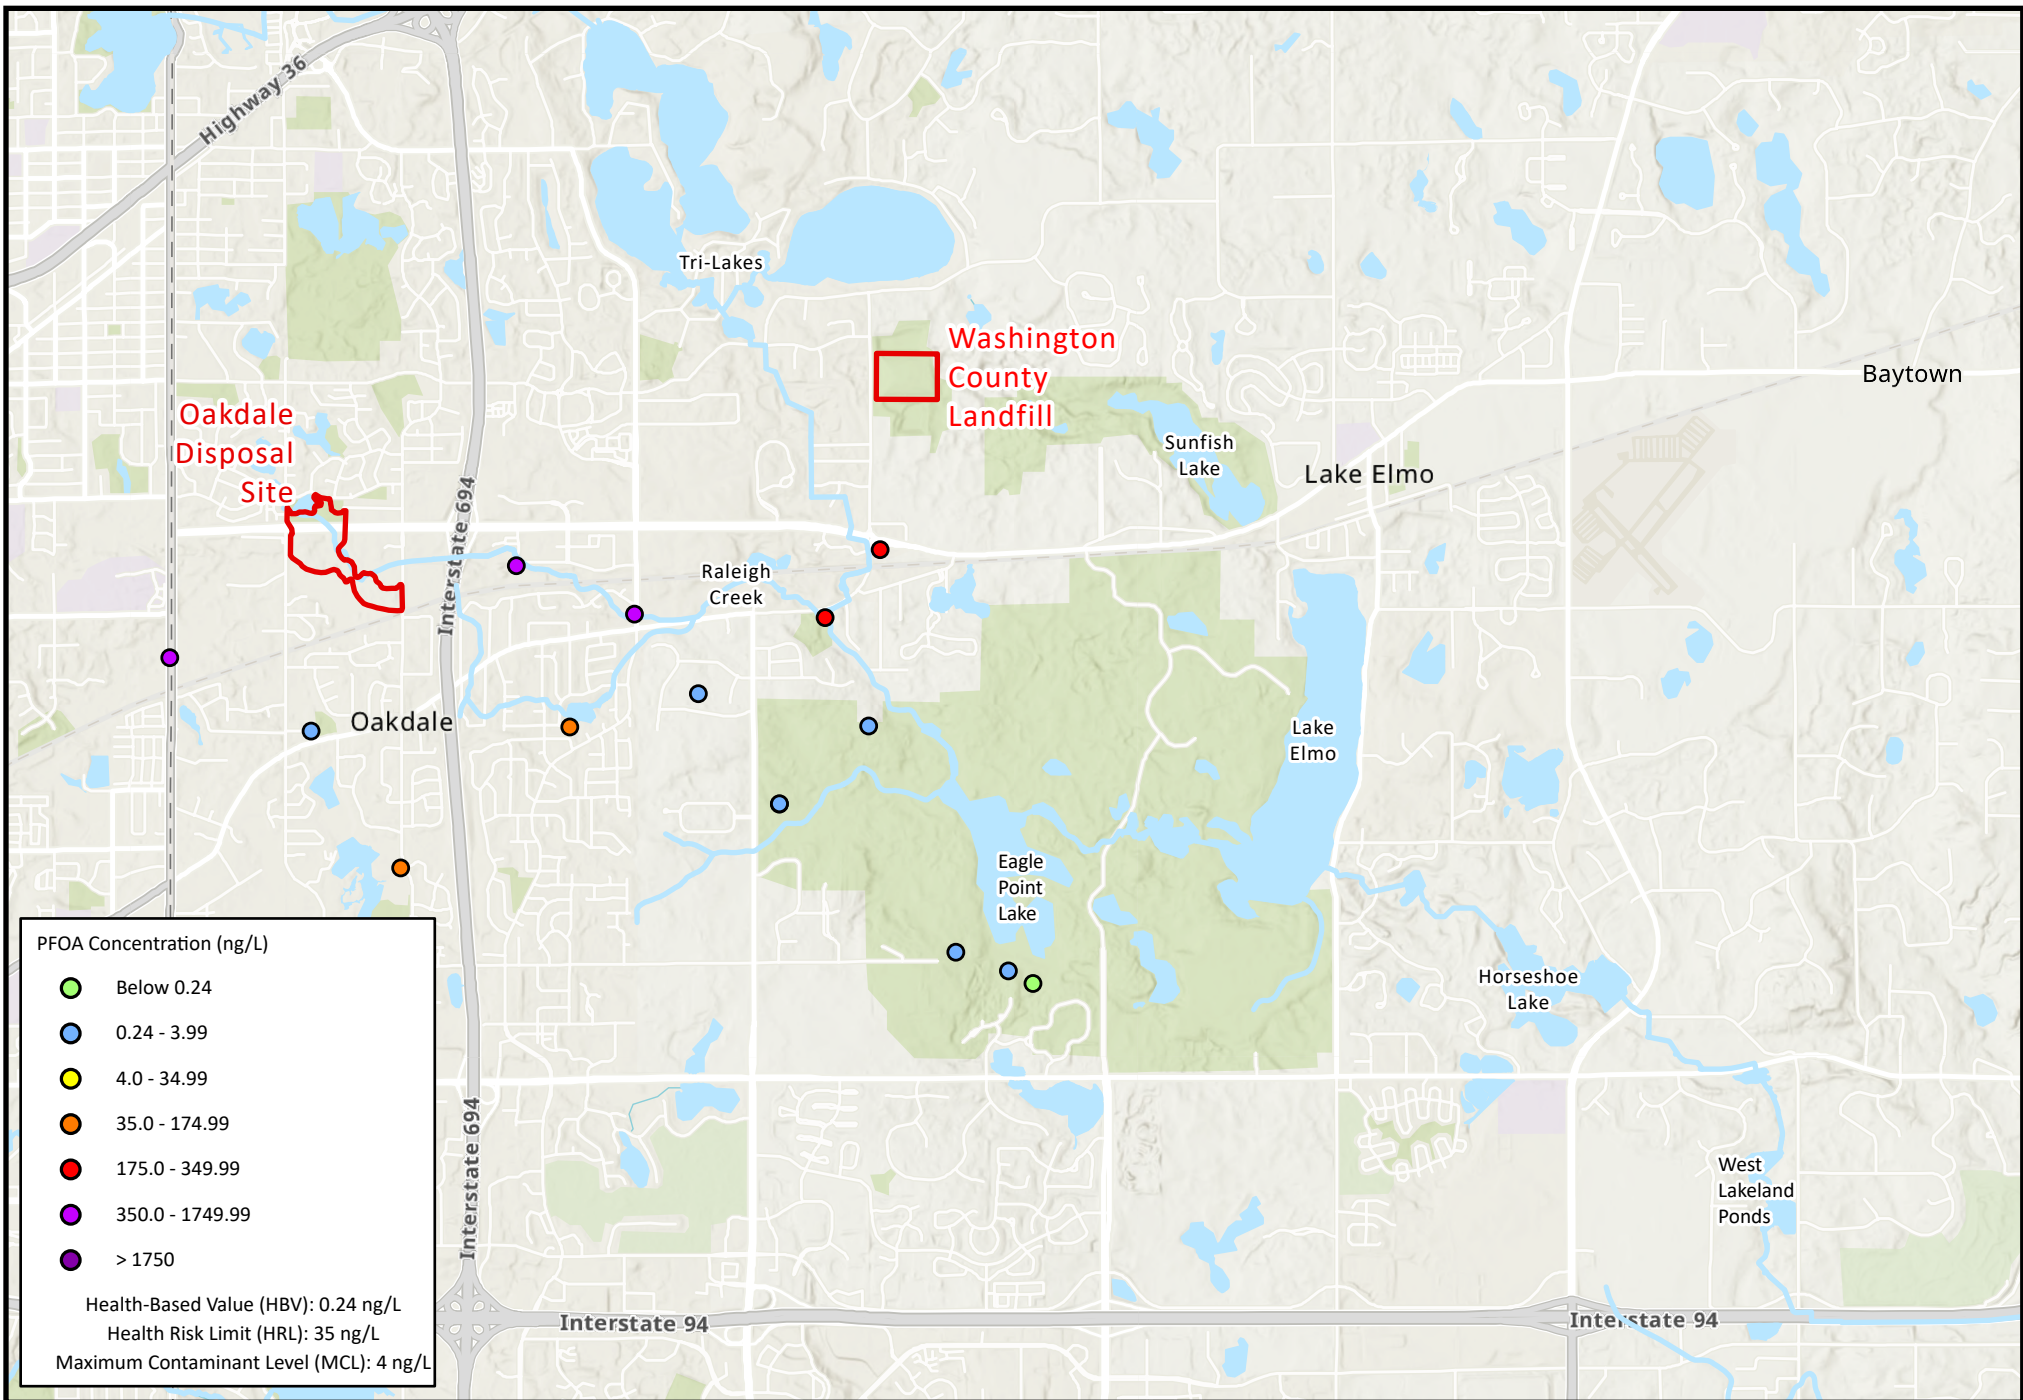 Highway 36
Tri-Lakes
Washington
County
Landfill
Baytown
Oakdale
Disposal
Site
Sunfish
Lake
Lake Elmo
Interstate 694
Raleigh
Creek
Oakdale
Lake
Elmo
Eagle
Point
Lake
Horseshoe
Lake
PFOA Concentration (ng/L)
Below 0.24
0.24 - 3.99
4.0 - 34.99
35.0 - 174.99
175.0 - 349.99
350.0 - 1749.99
> 1750
Health-Based Value (HBV): 0.24 ng/L
Health Risk Limit (HRL): 35 ng/L
Maximum Contaminant Level (MCL): 4 ng/L
Interstate 694
West
Lakeland
Ponds
Interstate 94
Interstate 94